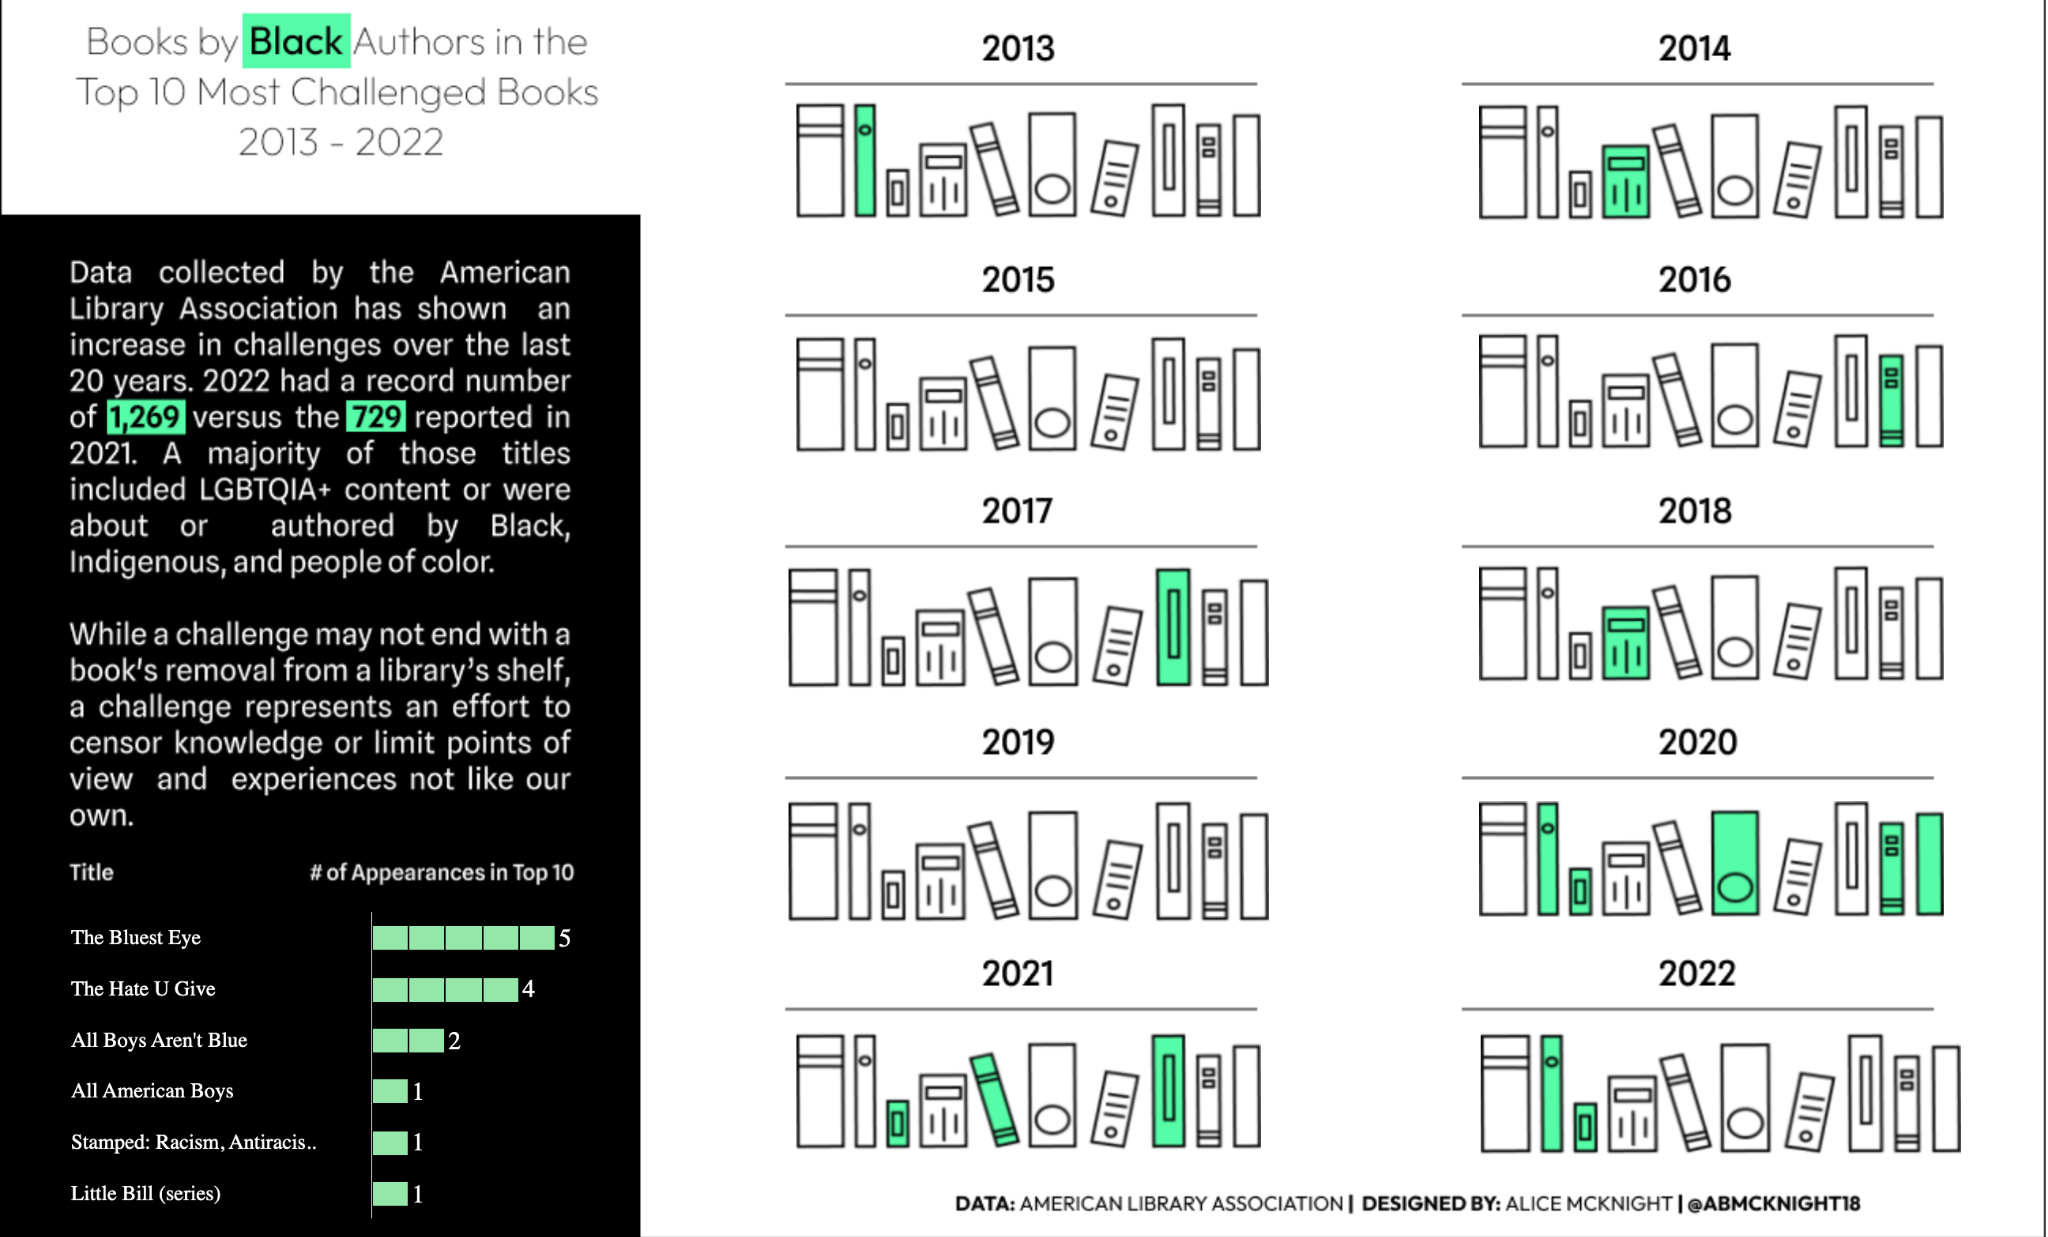 Books by Black Authors in the
Top 10 Most Challenged Books
2013 - 2022
Data collected by the American
Library Association has shown an
increase in challenges over the last
20 years. 2022 had a record number
of 1,269 versus the 729 reported in
2021. A majority of those titles
included LGBTQIA+ content or were
about or authored by Black,
Indigenous, and people of color.
While a challenge may not end with a
book's removal from a library's shelf,
a challenge represents an effort to
censor knowledge or limit points of
view and experiences not like our
own.
Title # of Appearances in Top 10
The Bluest Eye 5
The Hate U Give 4
All Boys Aren't Blue 2
All American Boys 1
Stamped: Racism, Antiracis.. 1
Little Bill (series) 1
2013 2014
2015 2016
2017 2018
2019 2020
2021 2022
DATA: AMERICAN LIBRARY ASSOCIATION | DESIGNED BY: ALICE MCKNIGHT | @ABMCKNIGHT18